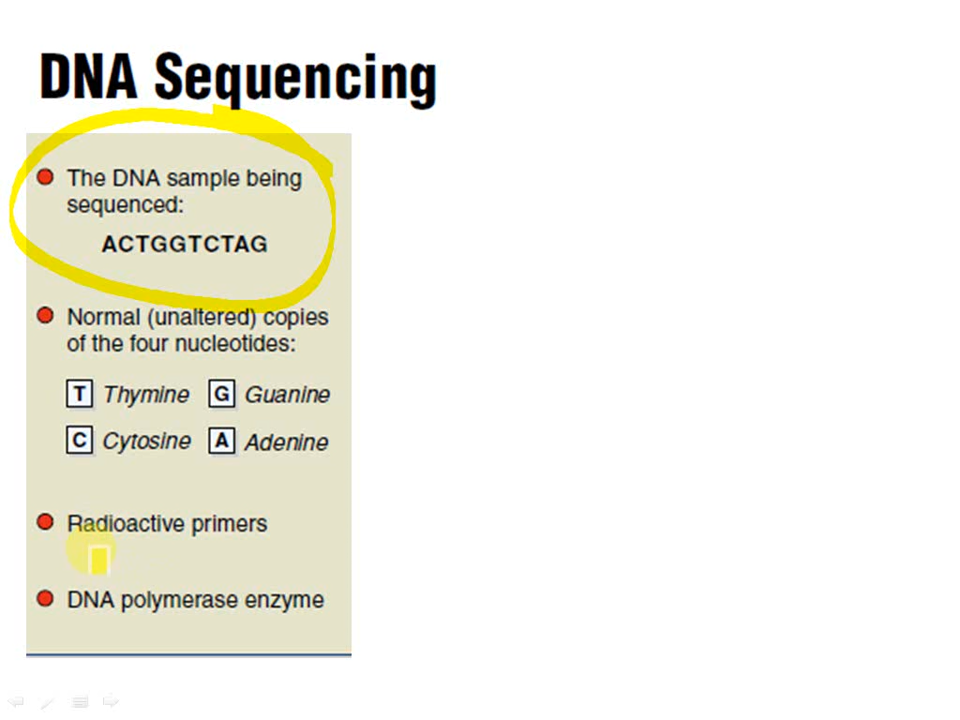 DNA Sequencing
The DNA sample being
sequenced:
ACTGGTCTAG
Normal (unaltered) copies
of the four nucleotides:
T Thymine G Guanine
C Cytosine A Adenine
Radioactive primers
DNA polymerase enzyme